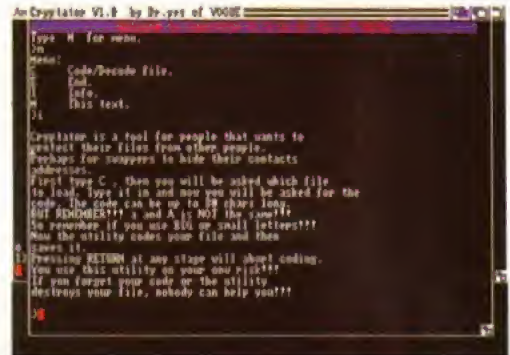 Cryptator V1.0 by Dr.yes of VOGUE
Type M for menu.
>m
Menu:
Code/Decode file.
End.
I Info.
M This text.
>i
Cryptator is a tool for people that wants to
protect their files from other people.
Perhaps for swappers to hide their contacts
addresses.
First type C , then you will be asked which file
to load. Type it in and now you will be asked for the
code. The code can be up to chars long.
BUT REMEMBER!!! a and A is NOT the same!!!
So remember if you use BIG or small letters!!!
Now the utility codes your file and then
saves it.
Pressing RETURN at any stage will abort coding.
You use this utility on your own risk!!!
If you forget your code or the utility
destroys your file, nobody can help you!!!
>